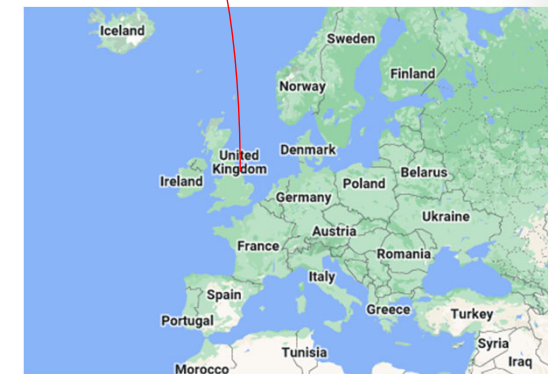 Iceland
Sweden
Finland
Norway
Denmark
United
Kingdom
Ireland
Belarus
Poland
Germany
Ukraine
Austria
France
Romania
Italy
Spain
Greece
Turkey
Portugal
Syria
Tunisia
Iraq
Morocco